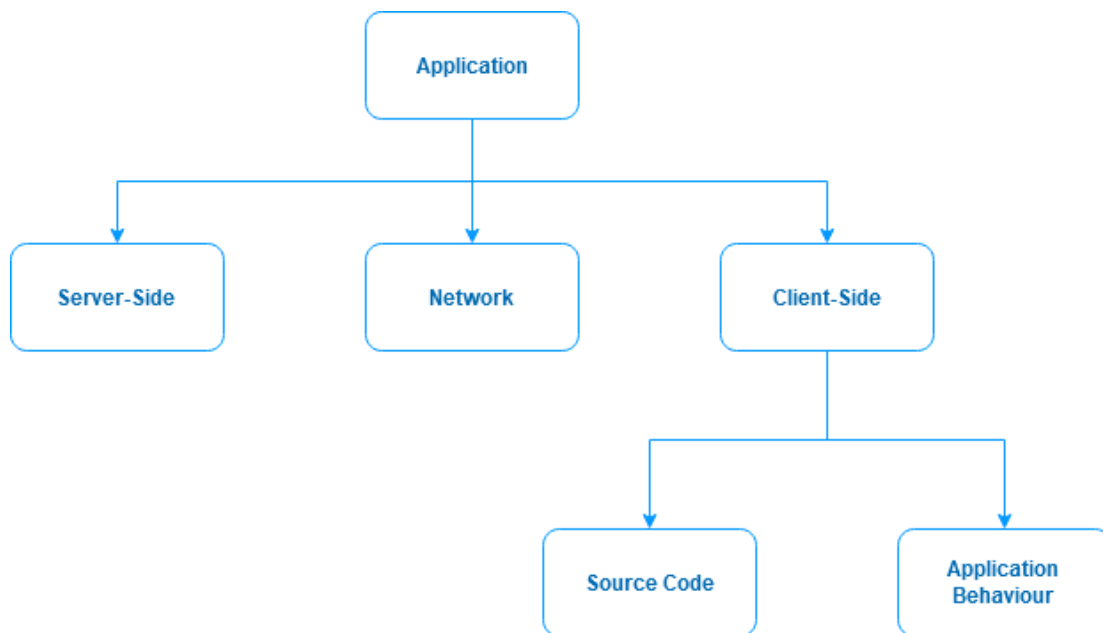 Application
Server-Side
Network
Client-Side
Source Code
Application
Behaviour